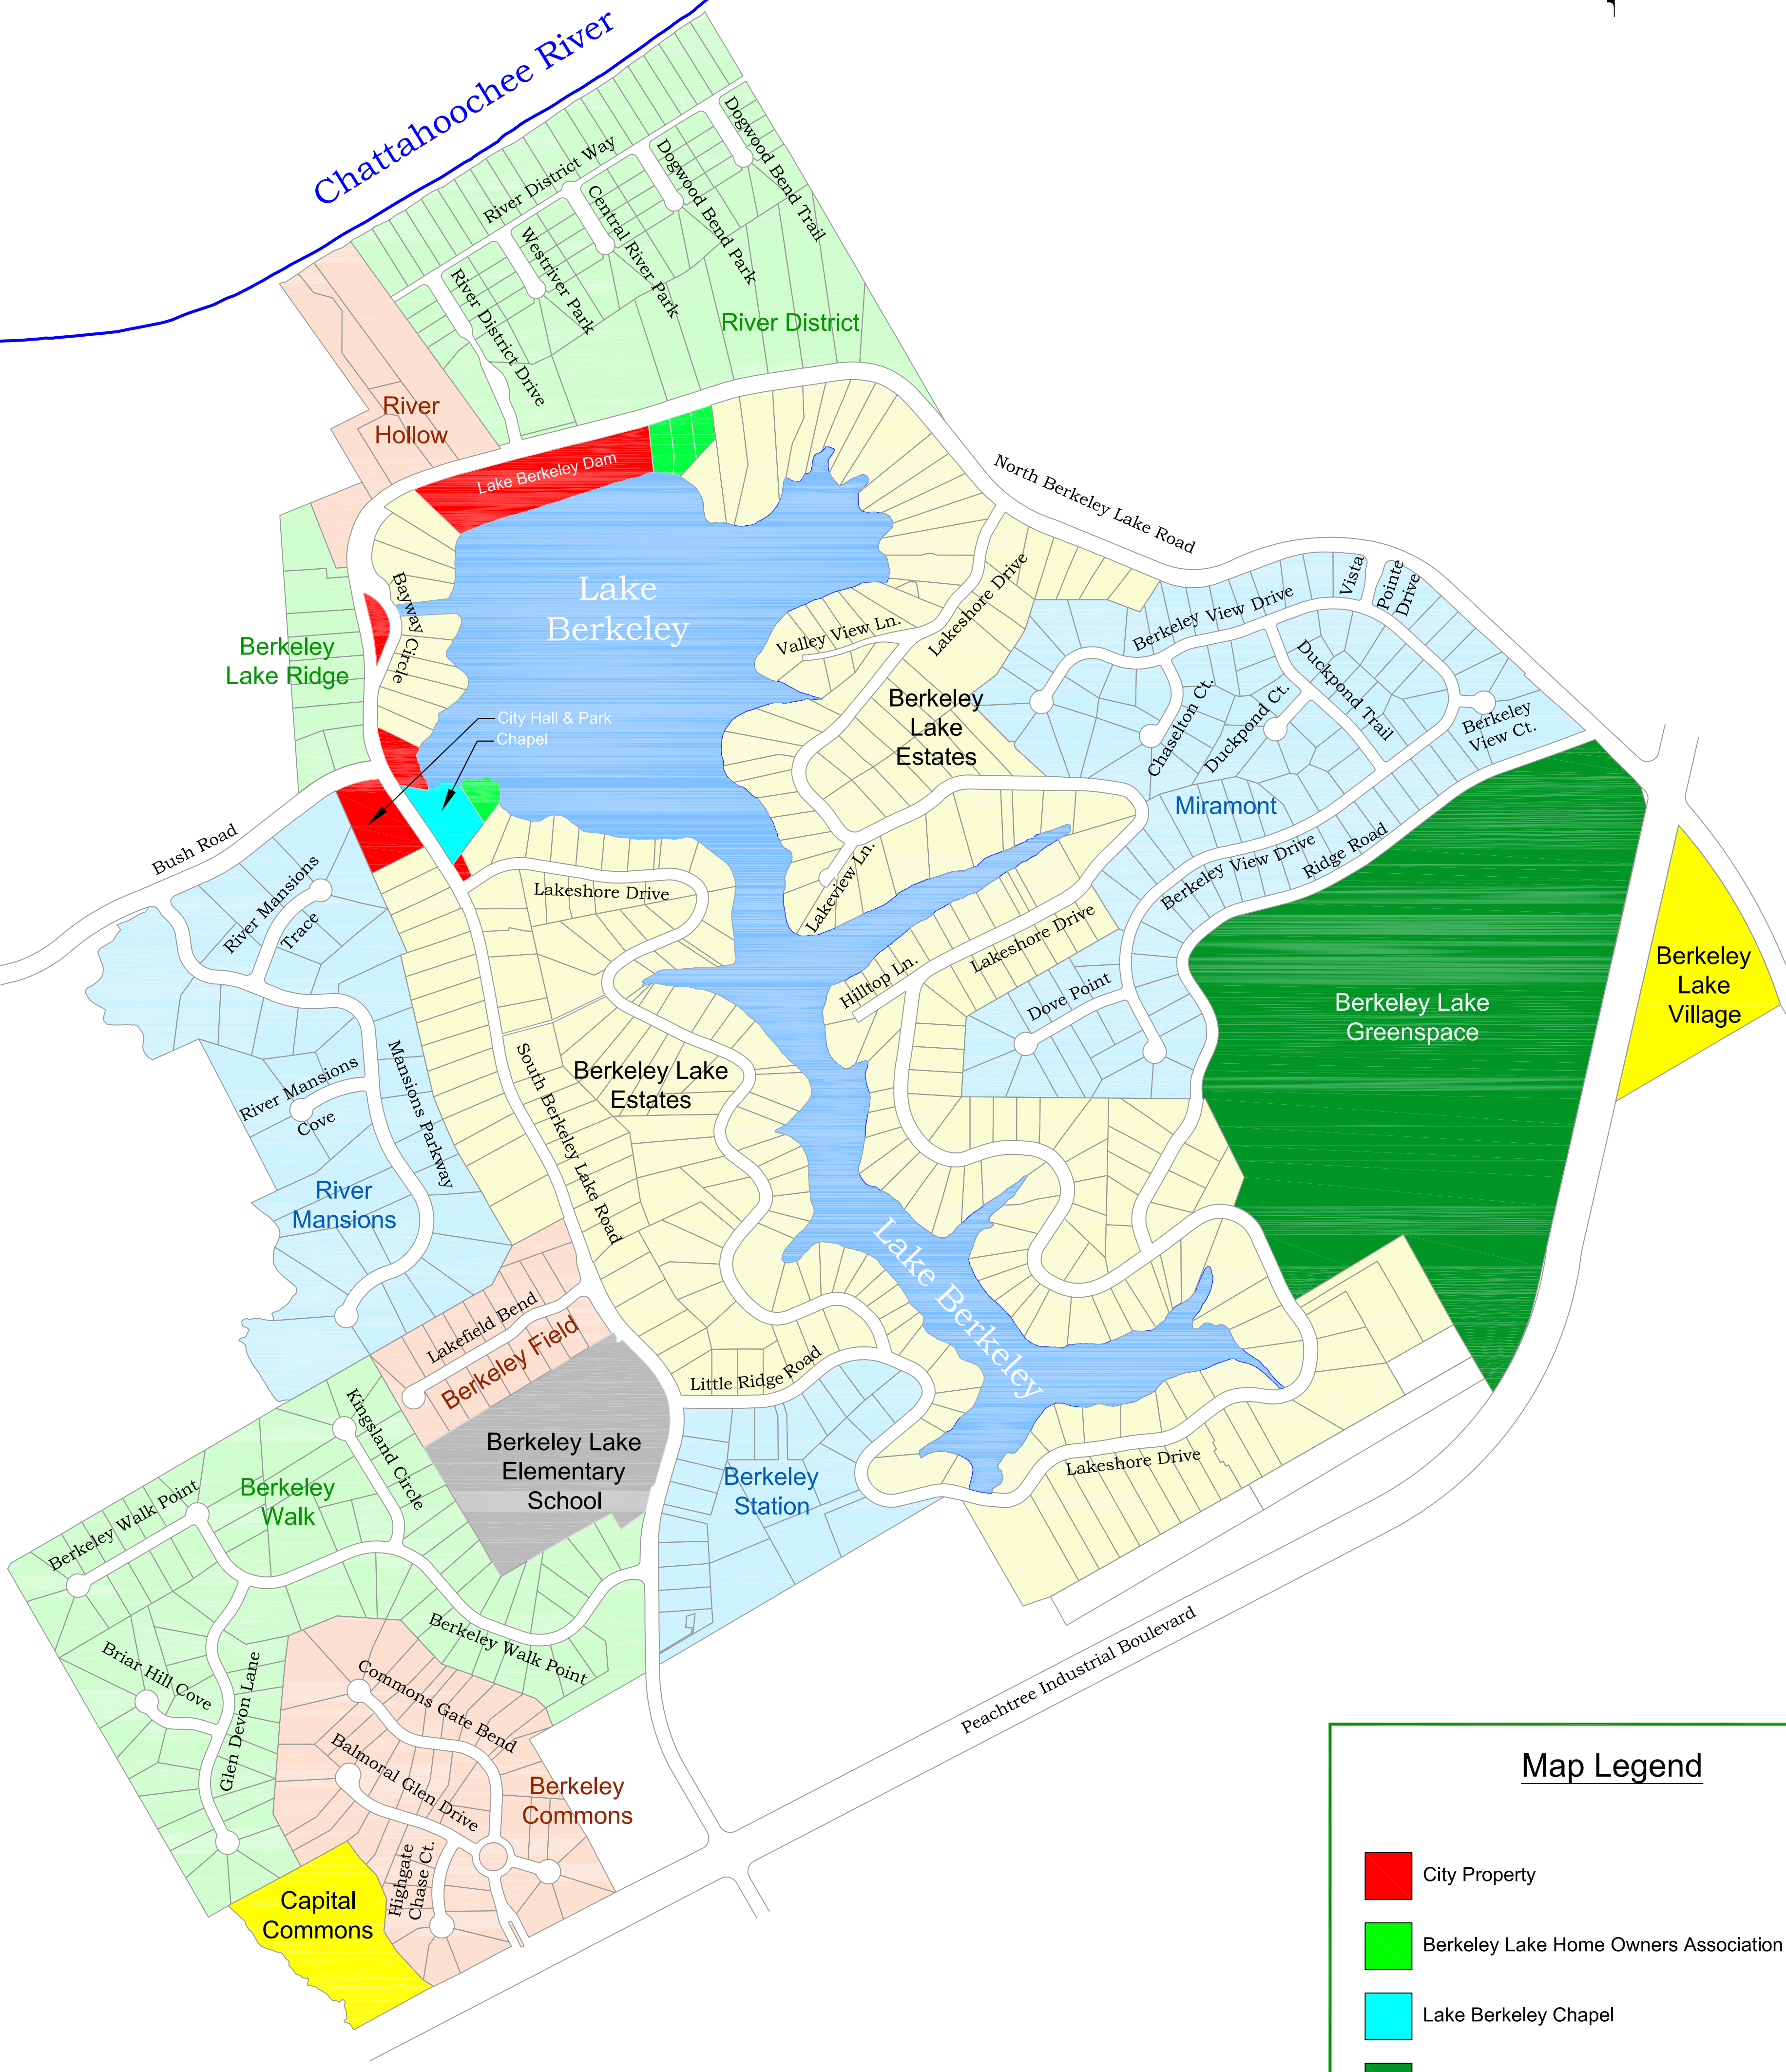 Chattahoochee River
River District Way
Dogwood Bend Trail
Dogwood Bend Park
Central River Park
Westriver Park
River District Drive
River District
River
Hollow
Lake Berkeley Dam
North Berkeley Lake Road
Lake
Berkeley
Bayway Circle
Berkeley
Lake Ridge
City Hall & Park
Chapel
Valley View Ln.
Lakeshore Drive
Berkeley
Lake
Estates
Berkeley View Drive
Vista
Pointe
Drive
Duckpond Trail
Chaselton Ct.
Duckpond Ct.
Berkeley
View Ct.
Miramont
Berkeley View Drive
Ridge Road
Bush Road
River Mansions
Trace
Lakeshore Drive
Lakeview Ln.
Lakeshore Drive
Hilltop Ln.
Dove Point
Berkeley Lake
Greenspace
Berkeley
Lake
Village
River Mansions
Cove
Mansions Parkway
South Berkeley Lake Road
Berkeley Lake
Estates
River
Mansions
Lake Berkeley
Lakefield Bend
Berkeley Field
Little Ridge Road
Kingsland Circle
Berkeley Lake
Elementary
School
Berkeley
Station
Lakeshore Drive
Berkeley
Walk
Berkeley Walk Point
Berkeley Walk Point
Briar Hill Cove
Glen Devon Lane
Commons Gate Bend
Balmoral Glen Drive
Berkeley
Commons
Highgate
Chase Ct.
Capital
Commons
Peachtree Industrial Boulevard
Map Legend
City Property
Berkeley Lake Home Owners Association
Lake Berkeley Chapel